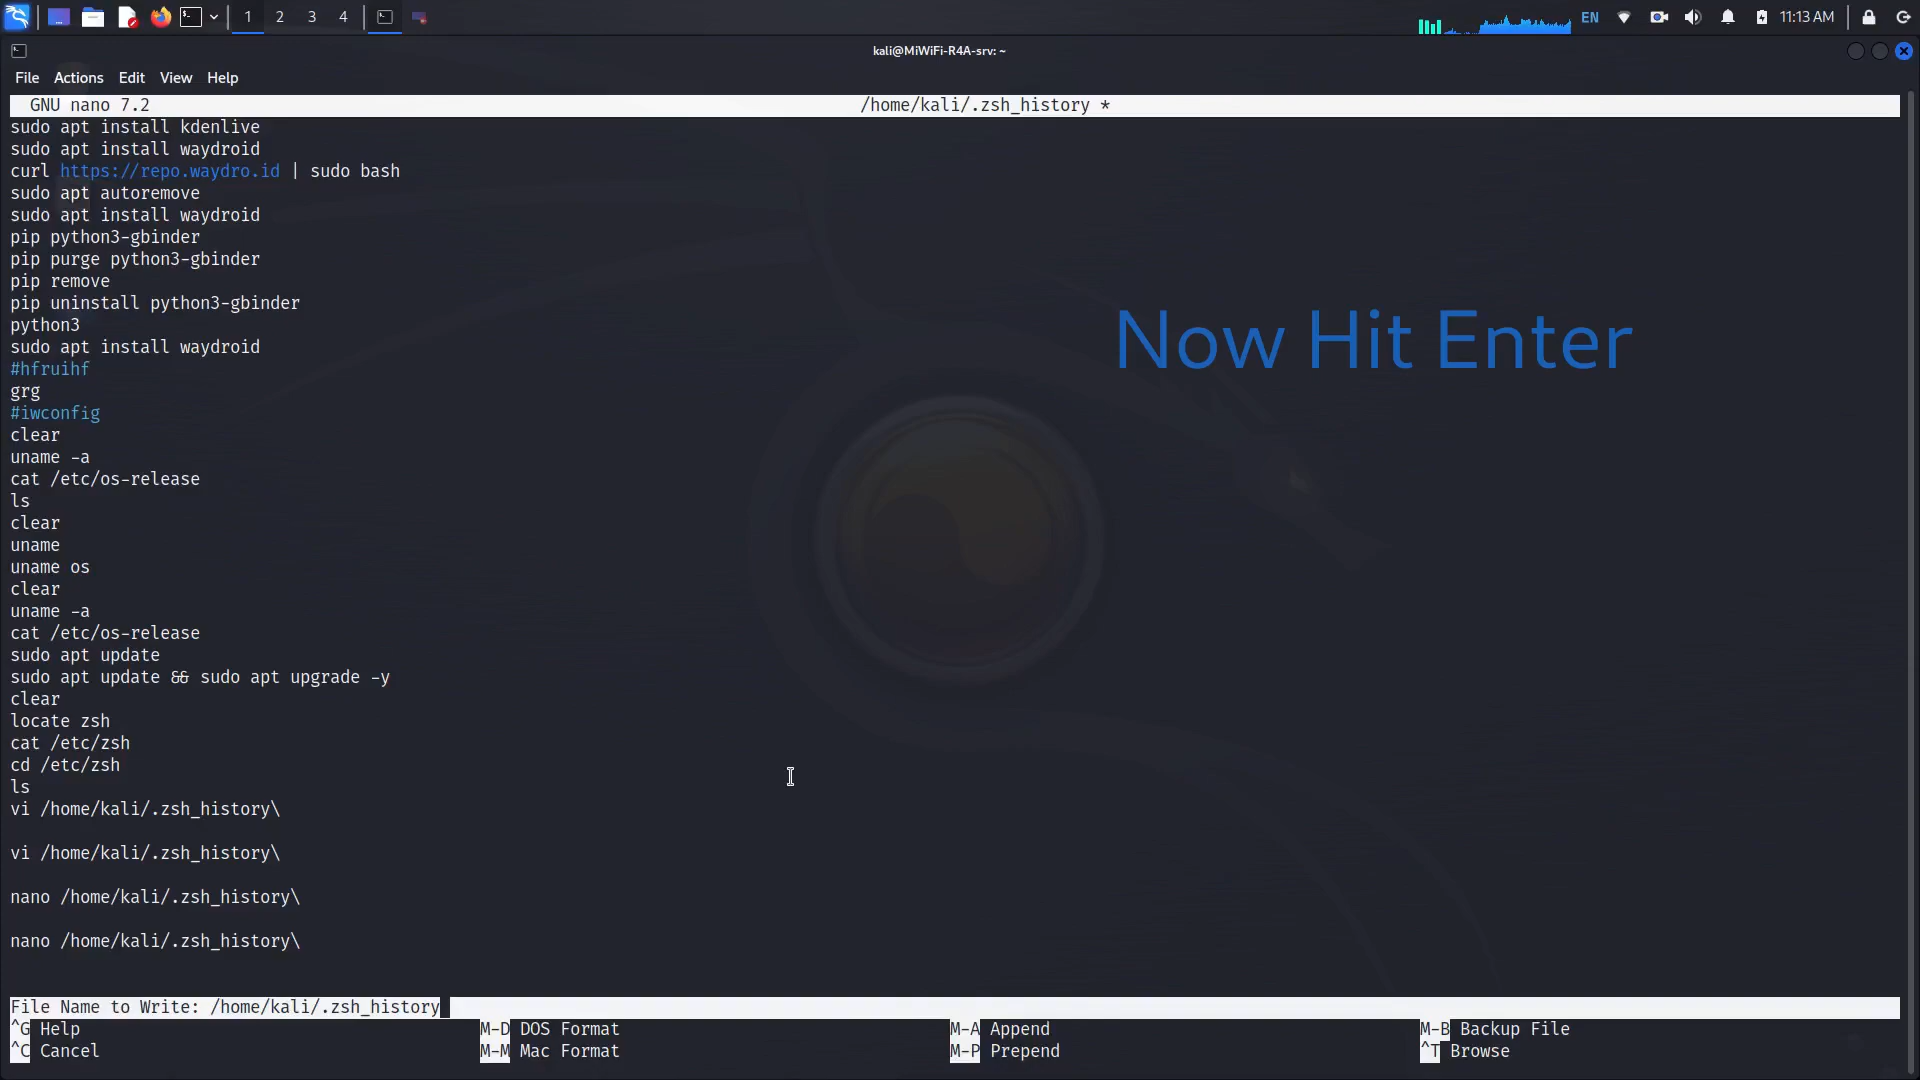 1 2 3 4 EN 11:13 AM
kali@MiWiFi-R4A-srv: ~
File Actions Edit View Help
GNU nano 7.2 /home/kali/.zsh_history *
sudo apt install kdenlive
sudo apt install waydroid
curl https://repo.waydro.id | sudo bash
sudo apt autoremove
sudo apt install waydroid
pip python3-gbinder
pip purge python3-gbinder
pip remove
pip uninstall python3-gbinder
python3
sudo apt install waydroid
#hfruihf
grg
#iwconfig
clear
uname -a
cat /etc/os-release
ls
clear
uname
uname os
clear
uname -a
cat /etc/os-release
sudo apt update
sudo apt update && sudo apt upgrade -y
clear
locate zsh
cat /etc/zsh
cd /etc/zsh
ls
vi /home/kali/.zsh_history\
vi /home/kali/.zsh_history\
nano /home/kali/.zsh_history\
nano /home/kali/.zsh_history\
Now Hit Enter
File Name to Write: /home/kali/.zsh_history
^G Help M-D DOS Format M-A Append M-B Backup File
^C Cancel M-M Mac Format M-P Prepend ^T Browse